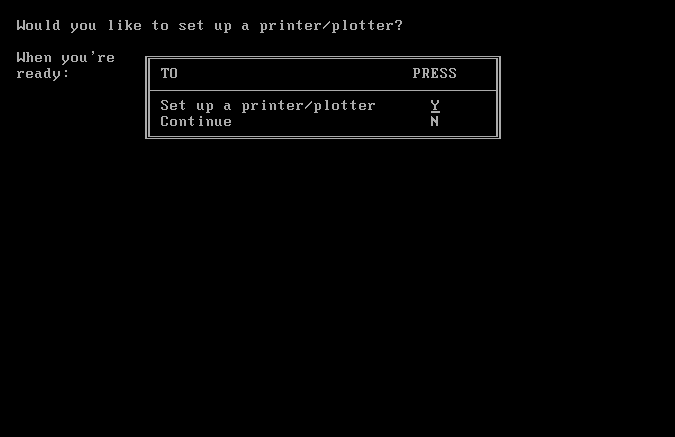 Would you like to set up a printer/plotter?
When you're
ready:
TO PRESS
Set up a printer/plotter Y
Continue N